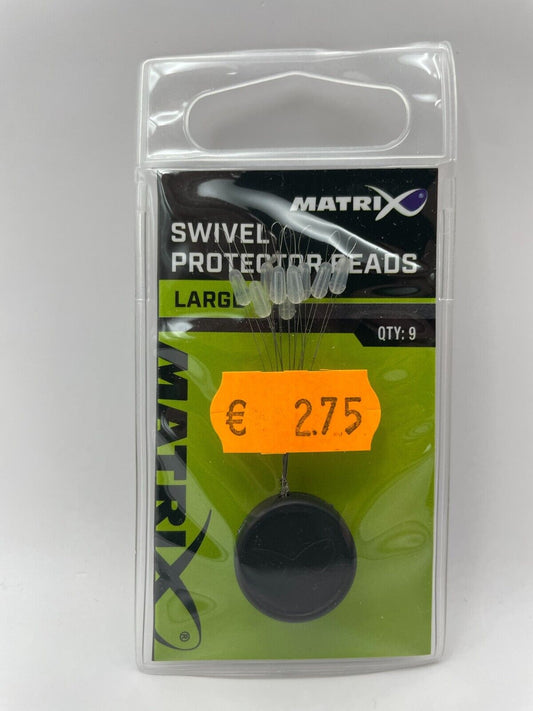 MATRIX
SWIVEL
PROTECTOR BEADS
LARGE
QTY: 9
€ 2.75
MATRIX